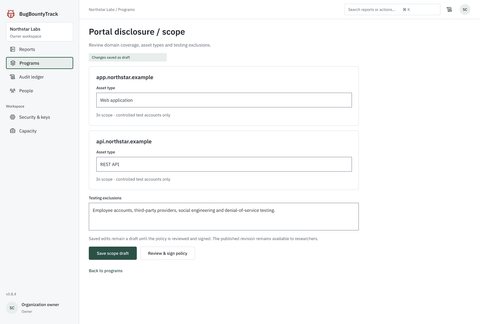 BugBountyTrack
Northstar Labs
Owner workspace
Reports
Programs
Audit ledger
People
Workspace
Security & keys
Capacity
v2.8.4
SC
Organization owner
Owner
Northstar Labs / Programs
Search reports or actions...
⌘ K
SC
Portal disclosure / scope
Review domain coverage, asset types and testing exclusions.
Changes saved as draft
app.northstar.example
Asset type
Web application
In scope · controlled test accounts only
api.northstar.example
Asset type
REST API
In scope · controlled test accounts only
Testing exclusions
Employee accounts, third-party providers, social engineering and denial-of-service testing.
Saved edits remain a draft until the policy is reviewed and signed. The published revision remains available to researchers.
Save scope draft
Review & sign policy
Back to programs